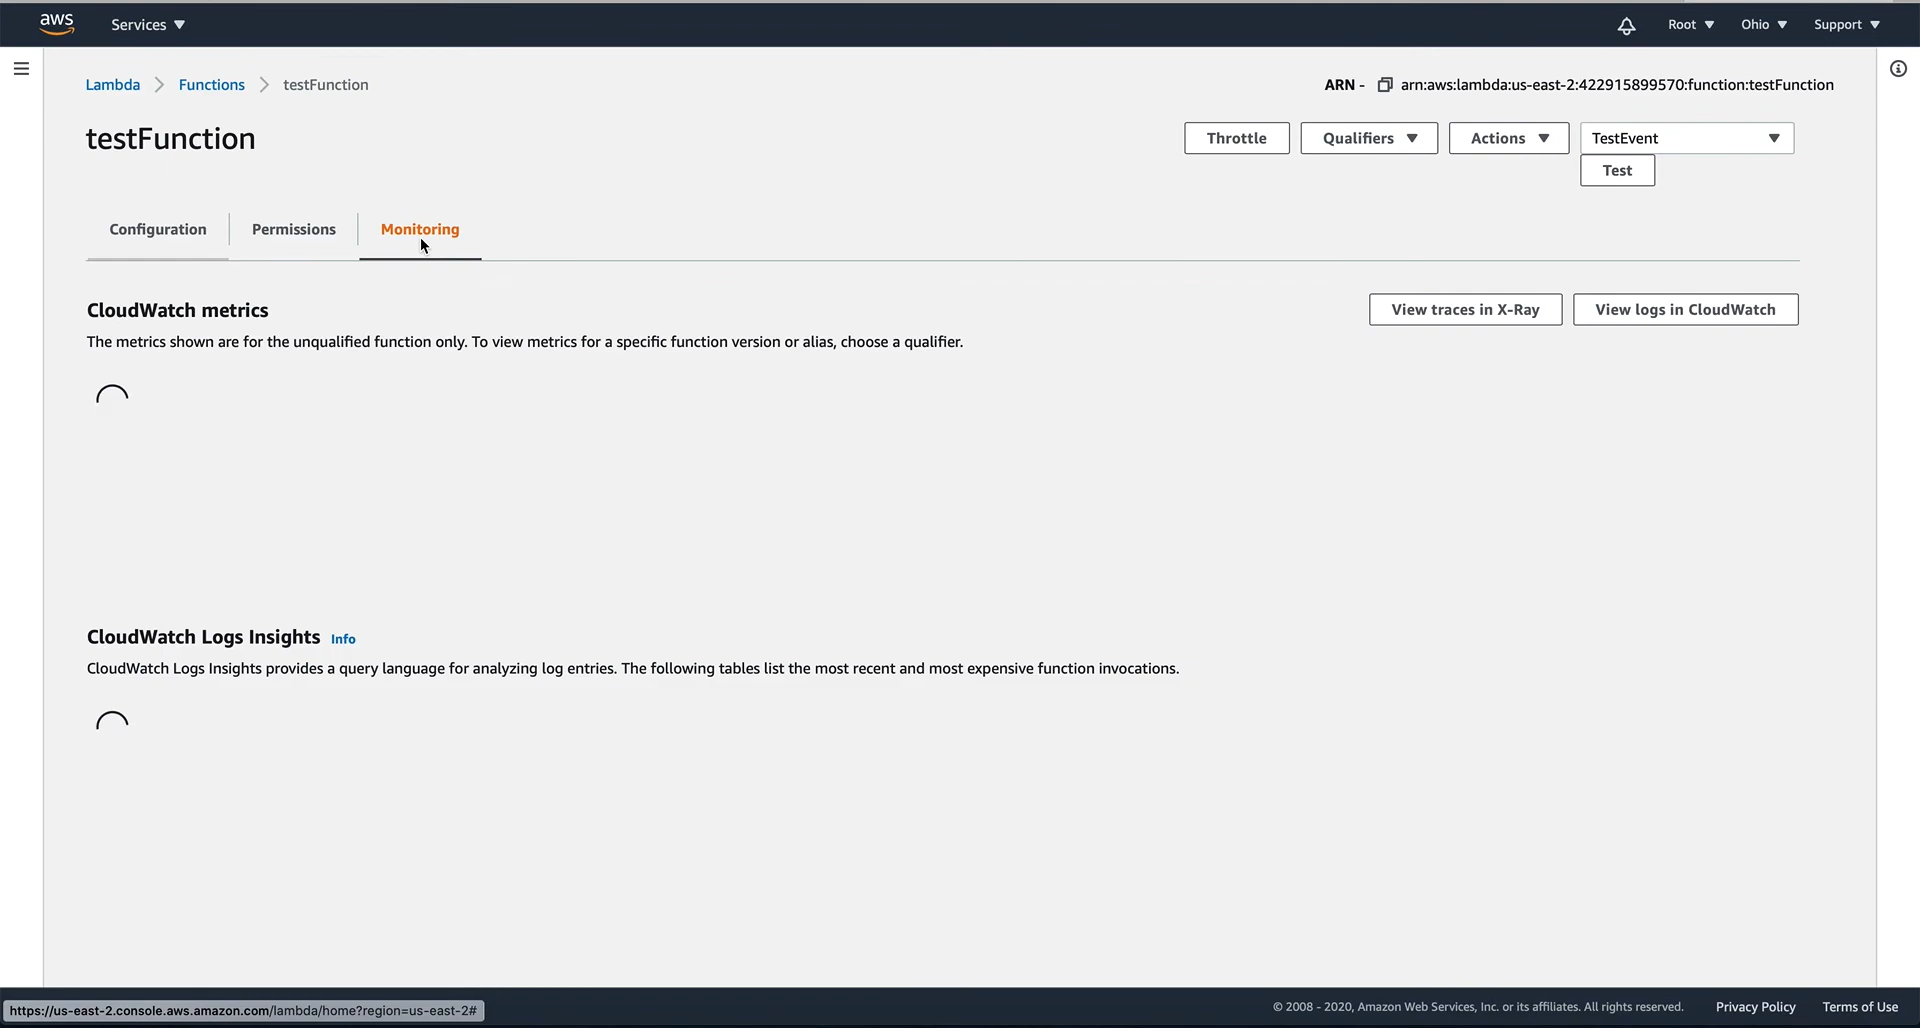 aws Services Root Ohio Support
Lambda Functions testFunction ARN - arn:aws:lambda:us-east-2:422915899570:function:testFunction
testFunction Throttle Qualifiers Actions TestEvent
Test
Configuration Permissions Monitoring
CloudWatch metrics View traces in X-Ray View logs in CloudWatch
The metrics shown are for the unqualified function only. To view metrics for a specific function version or alias, choose a qualifier.
CloudWatch Logs Insights Info
CloudWatch Logs Insights provides a query language for analyzing log entries. The following tables list the most recent and most expensive function invocations.
https://us-east-2.console.aws.amazon.com/lambda/home?region=us-east-2# © 2008 - 2020, Amazon Web Services, Inc. or its affiliates. All rights reserved. Privacy Policy Terms of Use